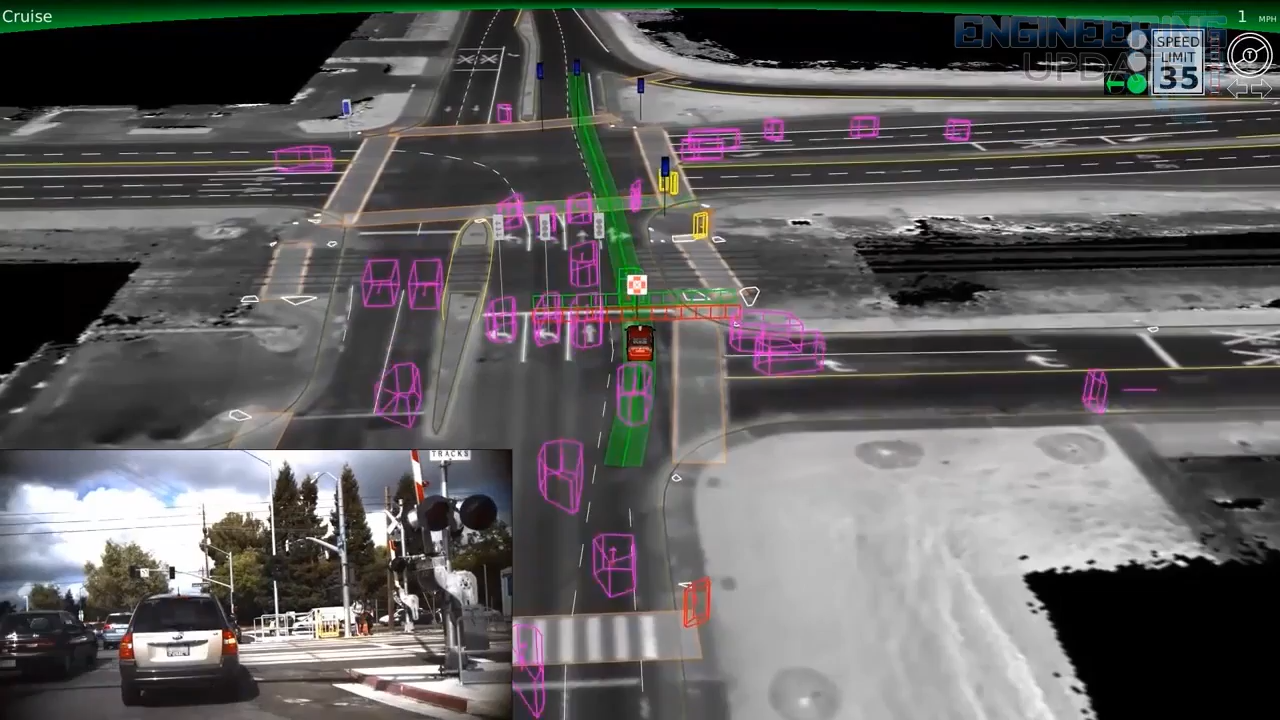 Cruise
1 MPH
ENGINEERING
UPDATE
SPEED
LIMIT
35
TRACKS